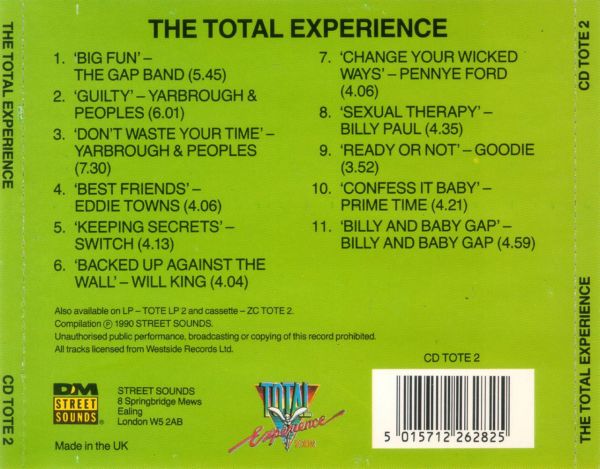 THE TOTAL EXPERIENCE
1. 'BIG FUN' –
THE GAP BAND (5.45)
2. 'GUILTY' – YARBROUGH &
PEOPLES (6.01)
3. 'DON'T WASTE YOUR TIME' –
YARBROUGH & PEOPLES
(7.30)
4. 'BEST FRIENDS' –
EDDIE TOWNS (4.06)
5. 'KEEPING SECRETS' –
SWITCH (4.13)
6. 'BACKED UP AGAINST THE
WALL' – WILL KING (4.04)
7. 'CHANGE YOUR WICKED
WAYS' – PENNYE FORD
(4.06)
8. 'SEXUAL THERAPY' –
BILLY PAUL (4.35)
9. 'READY OR NOT' – GOODIE
(3.52)
10. 'CONFESS IT BABY' –
PRIME TIME (4.21)
11. 'BILLY AND BABY GAP' –
BILLY AND BABY GAP (4.59)
Also available on LP – TOTE LP 2 and cassette – ZC TOTE 2.
Compilation ℗ 1990 STREET SOUNDS.
Unauthorised public performance, broadcasting or copying of this record prohibited.
All tracks licensed from Westside Records Ltd.
DM
STREET
SOUNDS
STREET SOUNDS
8 Springbridge Mews
Ealing
London W5 2AB
Made in the UK
TOTAL
Experience
CD TOTE 2
5 015712 262825
THE TOTAL EXPERIENCE
CD TOTE 2
CD TOTE 2
THE TOTAL EXPERIENCE